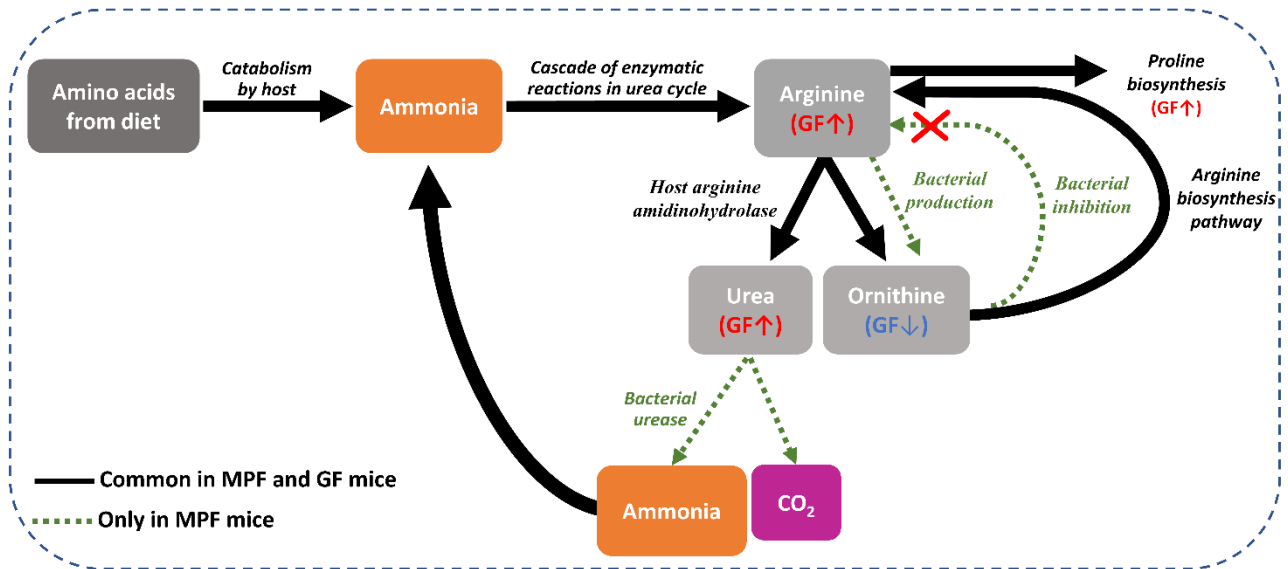 Amino acids
from diet
Catabolism
by host
Ammonia
Cascade of enzymatic
reactions in urea cycle
Arginine
(GF↑)
Proline
biosynthesis
(GF↑)
Host arginine
amidinohydrolase
Bacterial
production
Bacterial
inhibition
Arginine
biosynthesis
pathway
Urea
(GF↑)
Ornithine
(GF↓)
Bacterial
urease
Ammonia
CO₂
Common in MPF and GF mice
Only in MPF mice